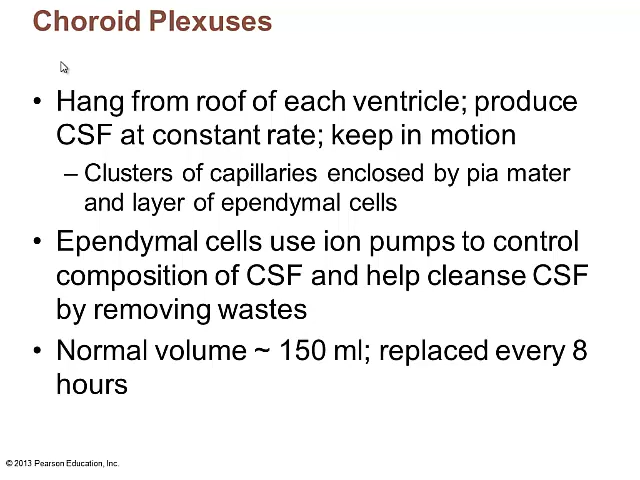 Choroid Plexuses
• Hang from roof of each ventricle; produce
CSF at constant rate; keep in motion
– Clusters of capillaries enclosed by pia mater
and layer of ependymal cells
• Ependymal cells use ion pumps to control
composition of CSF and help cleanse CSF
by removing wastes
• Normal volume ~ 150 ml; replaced every 8
hours
© 2013 Pearson Education, Inc.